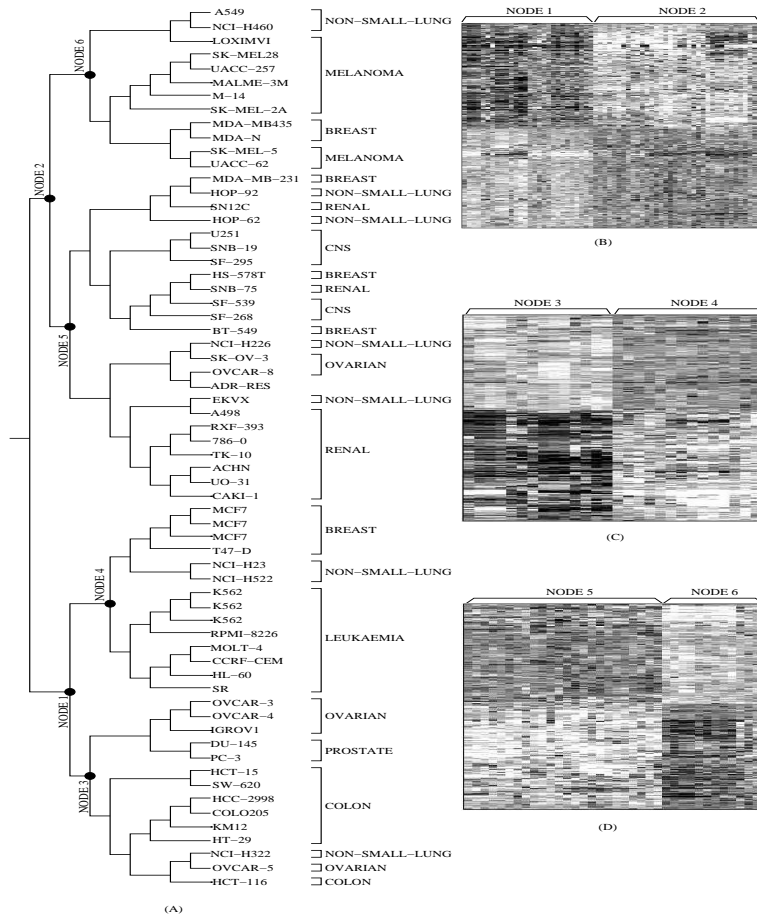 NODE 1 NODE 2
A549
NCI-H460
NON-SMALL-LUNG
LOXIMVI
SK-MEL28
UACC-257
MALME-3M
MELANOMA
M-14
SK-MEL-2A
MDA-MB435
MDA-N
BREAST
SK-MEL-5
UACC-62
MELANOMA
MDA-MB-231 BREAST
HOP-92 NON-SMALL-LUNG
SN12C RENAL
HOP-62 NON-SMALL-LUNG
U251
SNB-19
CNS
SF-295
HS-578T BREAST
SNB-75 RENAL
SF-539
SF-268
CNS
BT-549 BREAST
NCI-H226 NON-SMALL-LUNG
SK-OV-3
OVCAR-8
OVARIAN
ADR-RES
EKVX NON-SMALL-LUNG
A498
RXF-393
786-0
RENAL
TK-10
ACHN
UO-31
CAKI-1
MCF7
MCF7
BREAST
MCF7
T47-D
NCI-H23
NCI-H522
NON-SMALL-LUNG
K562
K562
K562
RPMI-8226
LEUKAEMIA
MOLT-4
CCRF-CEM
HL-60
SR
OVCAR-3
OVCAR-4
OVARIAN
IGROV1
DU-145
PC-3
PROSTATE
HCT-15
SW-620
HCC-2998
COLON
COLO205
KM12
HT-29
NCI-H322 NON-SMALL-LUNG
OVCAR-5 OVARIAN
HCT-116 COLON
NODE 6
NODE 2
NODE 5
NODE 4
NODE 1
NODE 3
(A)
(B)
NODE 3 NODE 4
(C)
NODE 5 NODE 6
(D)